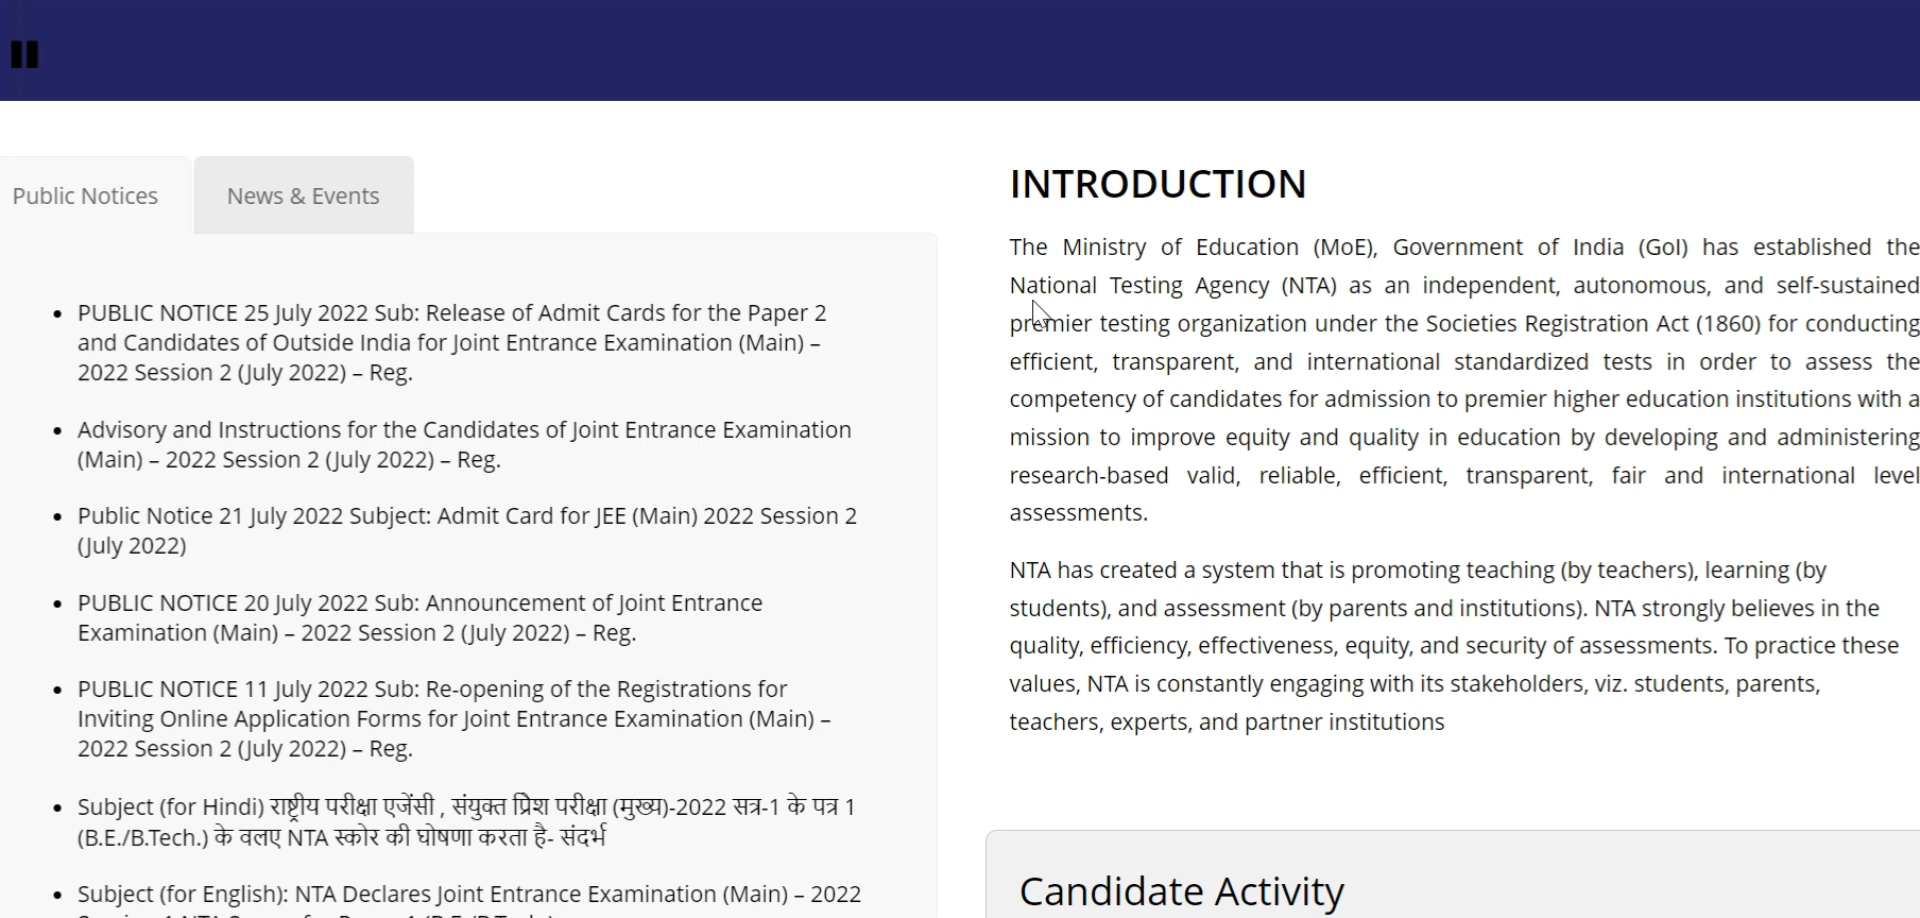 Public Notices
News & Events
PUBLIC NOTICE 25 July 2022 Sub: Release of Admit Cards for the Paper 2
and Candidates of Outside India for Joint Entrance Examination (Main) –
2022 Session 2 (July 2022) – Reg.
Advisory and Instructions for the Candidates of Joint Entrance Examination
(Main) – 2022 Session 2 (July 2022) – Reg.
Public Notice 21 July 2022 Subject: Admit Card for JEE (Main) 2022 Session 2
(July 2022)
PUBLIC NOTICE 20 July 2022 Sub: Announcement of Joint Entrance
Examination (Main) – 2022 Session 2 (July 2022) – Reg.
PUBLIC NOTICE 11 July 2022 Sub: Re-opening of the Registrations for
Inviting Online Application Forms for Joint Entrance Examination (Main) –
2022 Session 2 (July 2022) – Reg.
Subject (for Hindi) राष्ट्रीय परीक्षा एजेंसी , संयुक्त प्रिेश परीक्षा (मुख्य)-2022 सत्र-1 के पत्र 1
(B.E./B.Tech.) के वलए NTA स्कोर की घोषणा करता है- संदर्भ
Subject (for English): NTA Declares Joint Entrance Examination (Main) – 2022
INTRODUCTION
The Ministry of Education (MoE), Government of India (GoI) has established the
National Testing Agency (NTA) as an independent, autonomous, and self-sustained
premier testing organization under the Societies Registration Act (1860) for conducting
efficient, transparent, and international standardized tests in order to assess the
competency of candidates for admission to premier higher education institutions with a
mission to improve equity and quality in education by developing and administering
research-based valid, reliable, efficient, transparent, fair and international level
assessments.
NTA has created a system that is promoting teaching (by teachers), learning (by
students), and assessment (by parents and institutions). NTA strongly believes in the
quality, efficiency, effectiveness, equity, and security of assessments. To practice these
values, NTA is constantly engaging with its stakeholders, viz. students, parents,
teachers, experts, and partner institutions
Candidate Activity